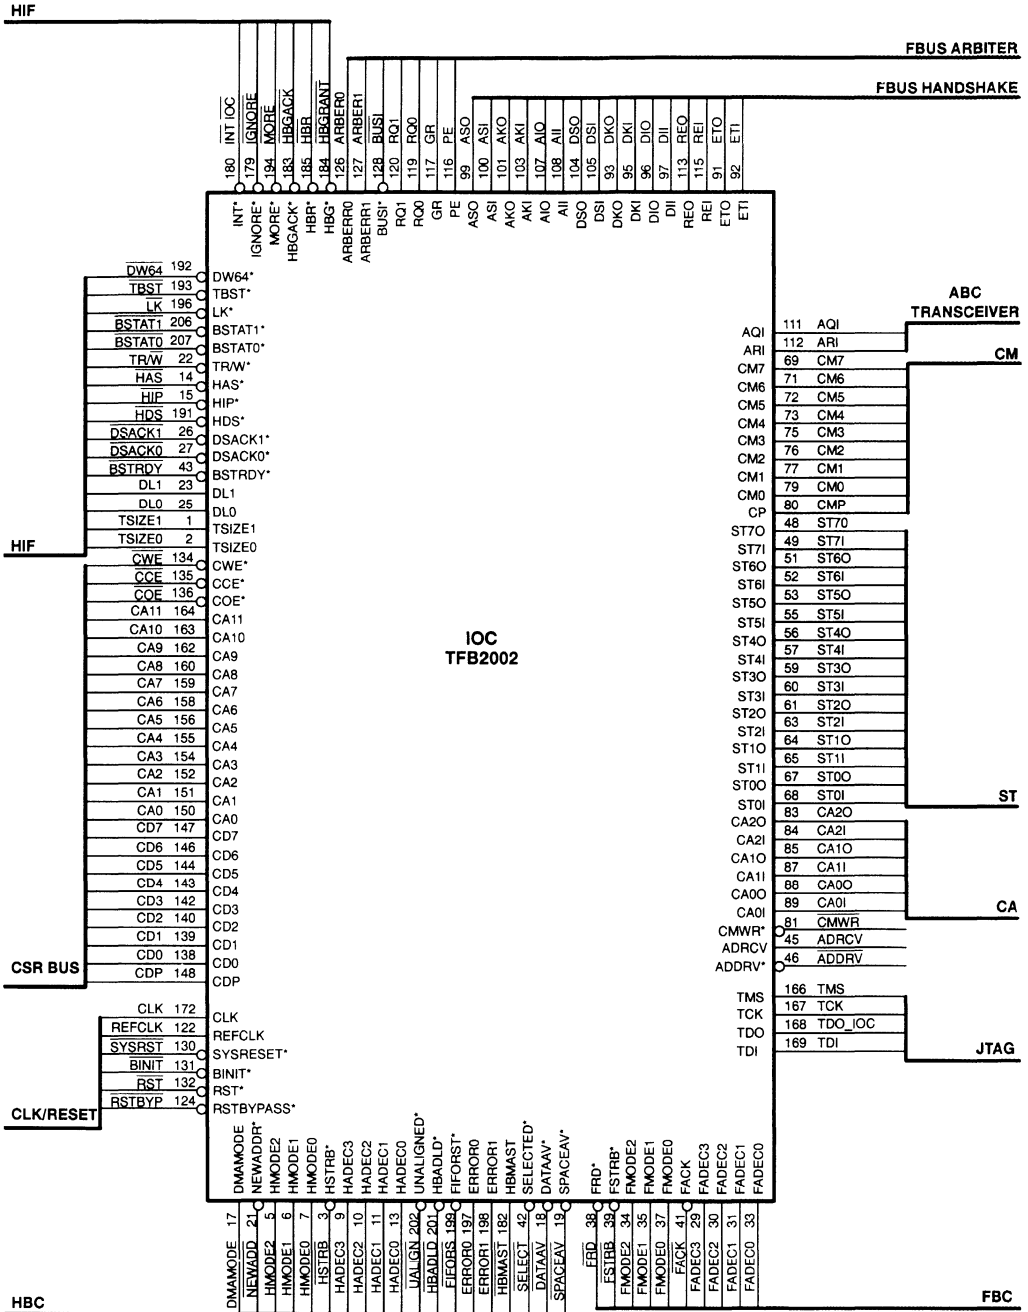 HIF
FBUS ARBITER
FBUS HANDSHAKE
INT IOC
IGNORE
MORE
HBGACK
HBR
HBGRANT
ARBER0
ARBER1
BUSI
RQ1
RQ0
GR
PE
ASO
ASI
AKO
AKI
AIO
AII
DSO
DSI
DKO
DKI
DIO
DII
REO
REI
ETO
ETI
180
179
194
183
185
184
126
127
128
120
119
117
116
99
100
101
103
107
108
104
105
93
95
96
97
113
115
91
92
INT*
IGNORE*
MORE*
HBGACK*
HBR*
HBG*
ARBERR0
ARBERR1
BUSI*
RQ1
RQ0
GR
PE
ASO
ASI
AKO
AKI
AIO
AII
DSO
DSI
DKO
DKI
DIO
DII
REO
REI
ETO
ETI
DW64 192 DW64*
TBST 193 TBST*
LK 196 LK*
BSTAT1 206 BSTAT1*
BSTAT0 207 BSTAT0*
TR/W 22 TR/W*
HAS 14 HAS*
HIP 15 HIP*
HDS 191 HDS*
DSACK1 26 DSACK1*
DSACK0 27 DSACK0*
BSTRDY 43 BSTRDY*
DL1 23 DL1
DL0 25 DL0
TSIZE1 1 TSIZE1
TSIZE0 2 TSIZE0
HIF
CWE 134 CWE*
CCE 135 CCE*
COE 136 COE*
CA11 164 CA11
CA10 163 CA10
CA9 162 CA9
CA8 160 CA8
CA7 159 CA7
CA6 158 CA6
CA5 156 CA5
CA4 155 CA4
CA3 154 CA3
CA2 152 CA2
CA1 151 CA1
CA0 150 CA0
CD7 147 CD7
CD6 146 CD6
CD5 144 CD5
CD4 143 CD4
CD3 142 CD3
CD2 140 CD2
CD1 139 CD1
CD0 138 CD0
CDP 148 CDP
CSR BUS
CLK 172 CLK
REFCLK 122 REFCLK
SYSRST 130 SYSRESET*
BINIT 131 BINIT*
RST 132 RST*
RSTBYP 124 RSTBYPASS*
CLK/RESET
IOC
TFB2002
ABC
TRANSCEIVER
AQI 111 AQI
ARI 112 ARI
CM
CM7 69 CM7
CM6 71 CM6
CM5 72 CM5
CM4 73 CM4
CM3 75 CM3
CM2 76 CM2
CM1 77 CM1
CM0 79 CM0
CP 80 CMP
ST7O 48 ST70
ST7I 49 ST7I
ST6O 51 ST6O
ST6I 52 ST6I
ST5O 53 ST5O
ST5I 55 ST5I
ST4O 56 ST4O
ST4I 57 ST4I
ST3O 59 ST3O
ST3I 60 ST3I
ST2O 61 ST2O
ST2I 63 ST2I
ST1O 64 ST1O
ST1I 65 ST1I
ST0O 67 ST0O
ST0I 68 ST0I
ST
CA2O 83 CA2O
CA2I 84 CA2I
CA1O 85 CA1O
CA1I 87 CA1I
CA0O 88 CA0O
CA0I 89 CA0I
CA
CMWR* 81 CMWR
ADRCV 45 ADRCV
ADDRV* 46 ADDRV
TMS 166 TMS
TCK 167 TCK
TDO 168 TDO_IOC
TDI 169 TDI
JTAG
DMAMODE
NEWADDR*
HMODE2
HMODE1
HMODE0
HSTRB*
HADEC3
HADEC2
HADEC1
HADEC0
UNALIGNED*
HBADLD*
FIFORST*
ERROR0
ERROR1
HBMAST
SELECTED*
DATAAV*
SPACEAV*
FRD*
FSTRB*
FMODE2
FMODE1
FMODE0
FACK
FADEC3
FADEC2
FADEC1
FADEC0
DMAMODE 17
NEWADD 21
HMODE2 5
HMODE1 6
HMODE0 7
HSTRB 3
HADEC3 9
HADEC2 10
HADEC1 11
HADEC0 13
UALGN 202
HBADLD 201
FIFORS 199
ERROR0 197
ERROR1 198
HBMAST 182
SELECT 42
DATAAV 18
SPACEAV 19
FRD 38
FSTRB 39
FMODE2 34
FMODE1 35
FMODE0 37
FACK 41
FADEC3 29
FADEC2 30
FADEC1 31
FADEC0 33
HBC
FBC